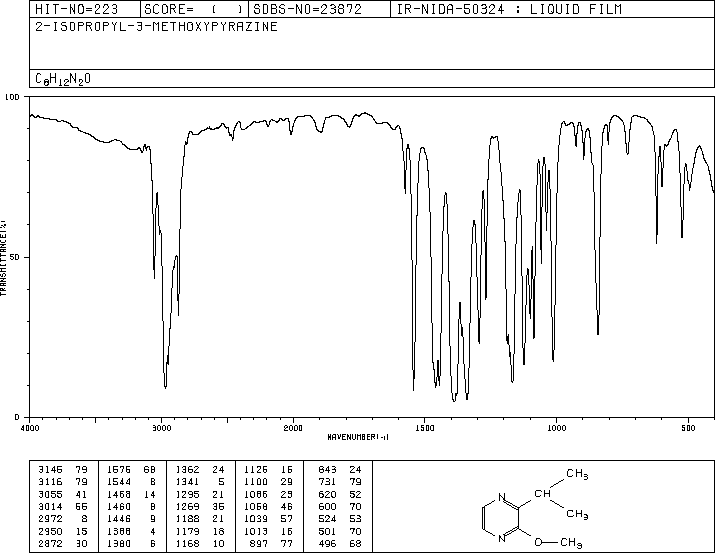 HIT-NO=223 SCORE= ( ) SDBS-NO=23872 IR-NIDA-50324 : LIQUID FILM
2-ISOPROPYL-3-METHOXYPYRAZINE
C8H12N2O
100
50
0
TRANSMITTANCE(%)
4000 3000 2000 1500 1000 500
WAVENUMBER(-1)
3145 79 1576 68 1362 24 1126 16 843 24
3116 79 1544 8 1341 5 1100 29 731 79
3055 41 1468 14 1295 21 1086 23 620 52
3014 66 1460 8 1269 36 1058 46 600 70
2972 8 1446 9 1188 21 1039 57 524 53
2950 15 1388 4 1179 18 1013 16 501 70
2872 30 1380 6 1168 10 897 77 496 68
CH3
N CH
CH3
N
O CH3